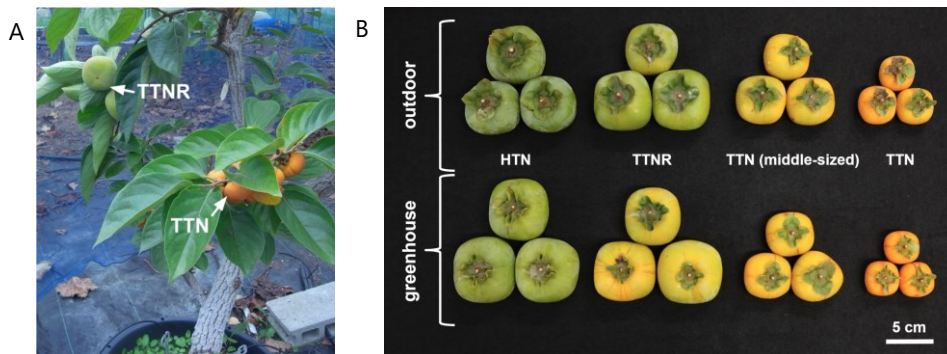 A
TTNR
TTN
B
outdoor
HTN
TTNR
TTN (middle-sized)
TTN
greenhouse
5 cm